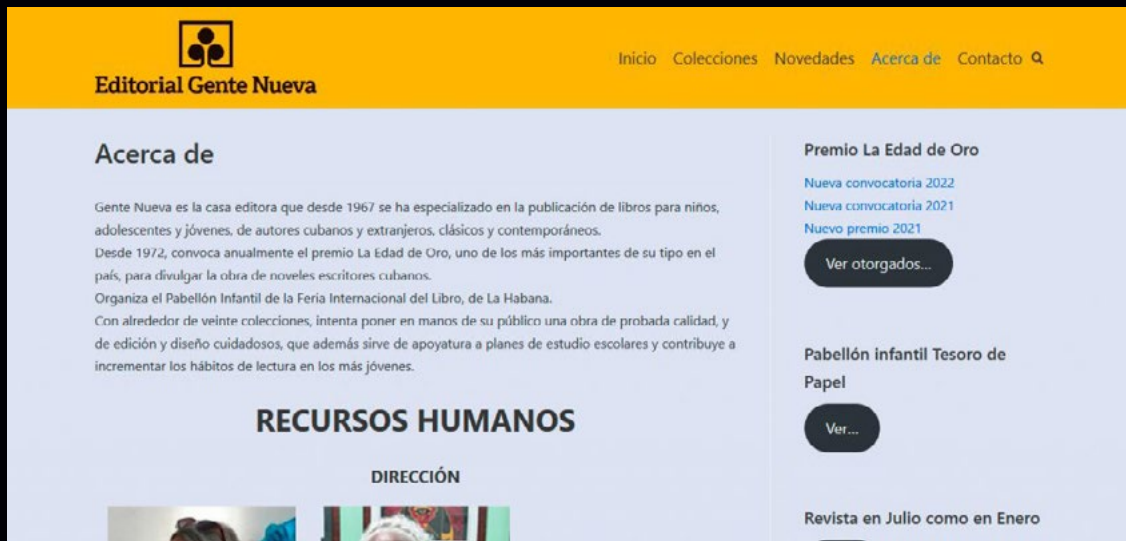 Editorial Gente Nueva
Inicio Colecciones Novedades Acerca de Contacto
Acerca de
Gente Nueva es la casa editora que desde 1967 se ha especializado en la publicación de libros para niños,
adolescentes y jóvenes, de autores cubanos y extranjeros, clásicos y contemporáneos.
Desde 1972, convoca anualmente el premio La Edad de Oro, uno de los más importantes de su tipo en el
país, para divulgar la obra de noveles escritores cubanos.
Organiza el Pabellón Infantil de la Feria Internacional del Libro, de La Habana.
Con alrededor de veinte colecciones, intenta poner en manos de su público una obra de probada calidad, y
de edición y diseño cuidadosos, que además sirve de apoyatura a planes de estudio escolares y contribuye a
incrementar los hábitos de lectura en los más jóvenes.
RECURSOS HUMANOS
DIRECCIÓN
Premio La Edad de Oro
Nueva convocatoria 2022
Nueva convocatoria 2021
Nuevo premio 2021
Ver otorgados...
Pabellón infantil Tesoro de
Papel
Ver...
Revista en Julio como en Enero